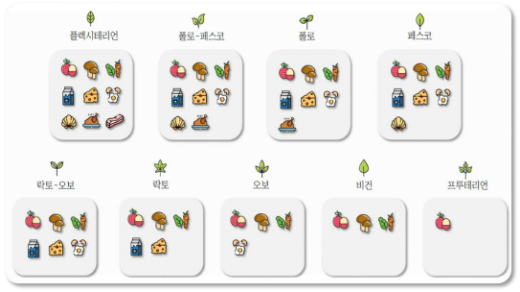 플렉시테리언
폴로-페스코
폴로
페스코
락토-오보
락토
오보
비건
프루테리언